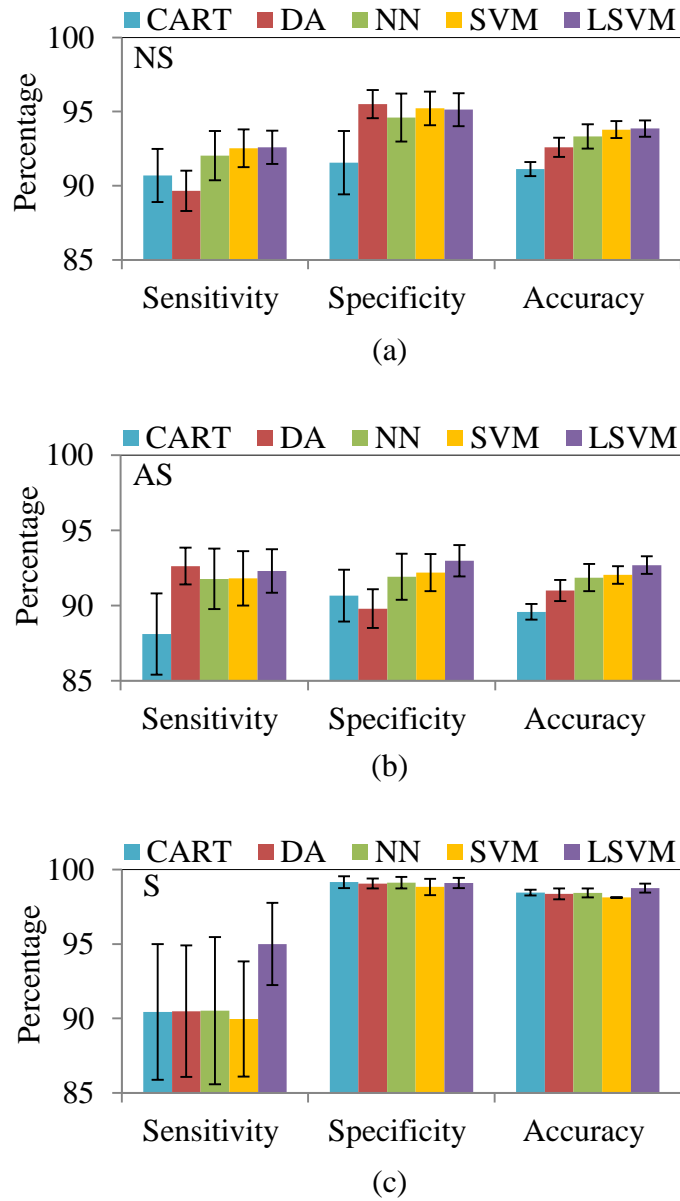 CART DA NN SVM LSVM
100
NS
95
90
85
Percentage
Sensitivity Specificity Accuracy
(a)
CART DA NN SVM LSVM
100
AS
95
90
85
Percentage
Sensitivity Specificity Accuracy
(b)
CART DA NN SVM LSVM
100
S
95
90
85
Percentage
Sensitivity Specificity Accuracy
(c)